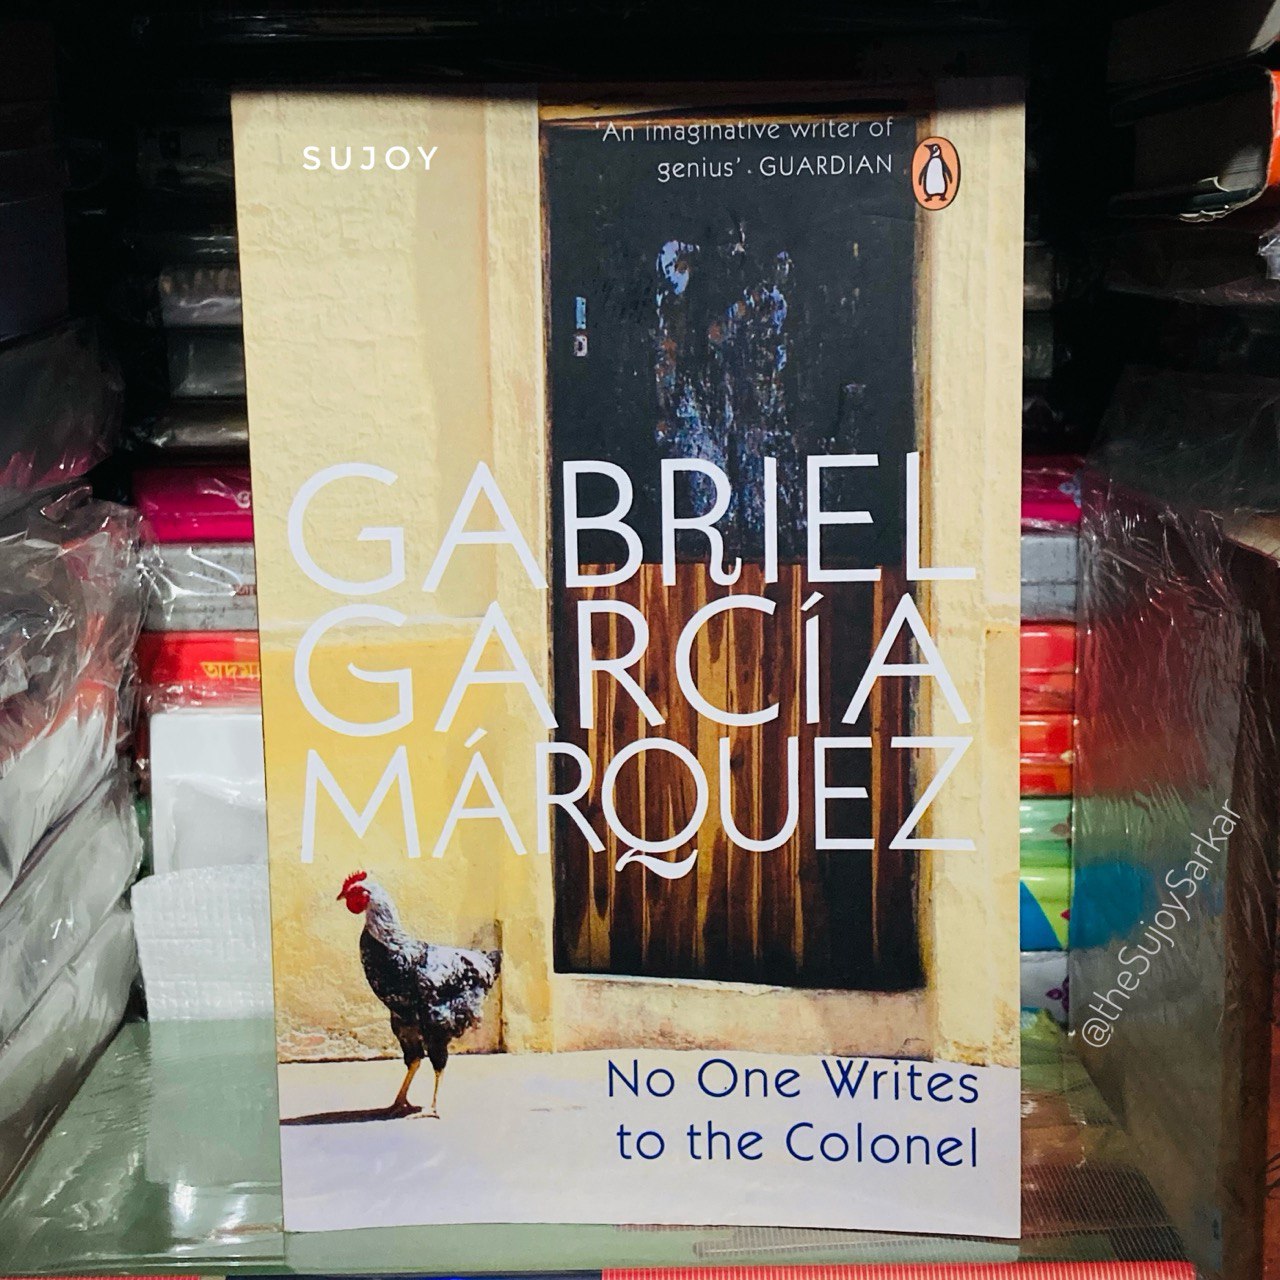 SUJOY
'An imaginative writer of
genius' · GUARDIAN
GABRIEL
GARCÍA
MÁRQUEZ
No One Writes
to the Colonel
@theSujoySarkar